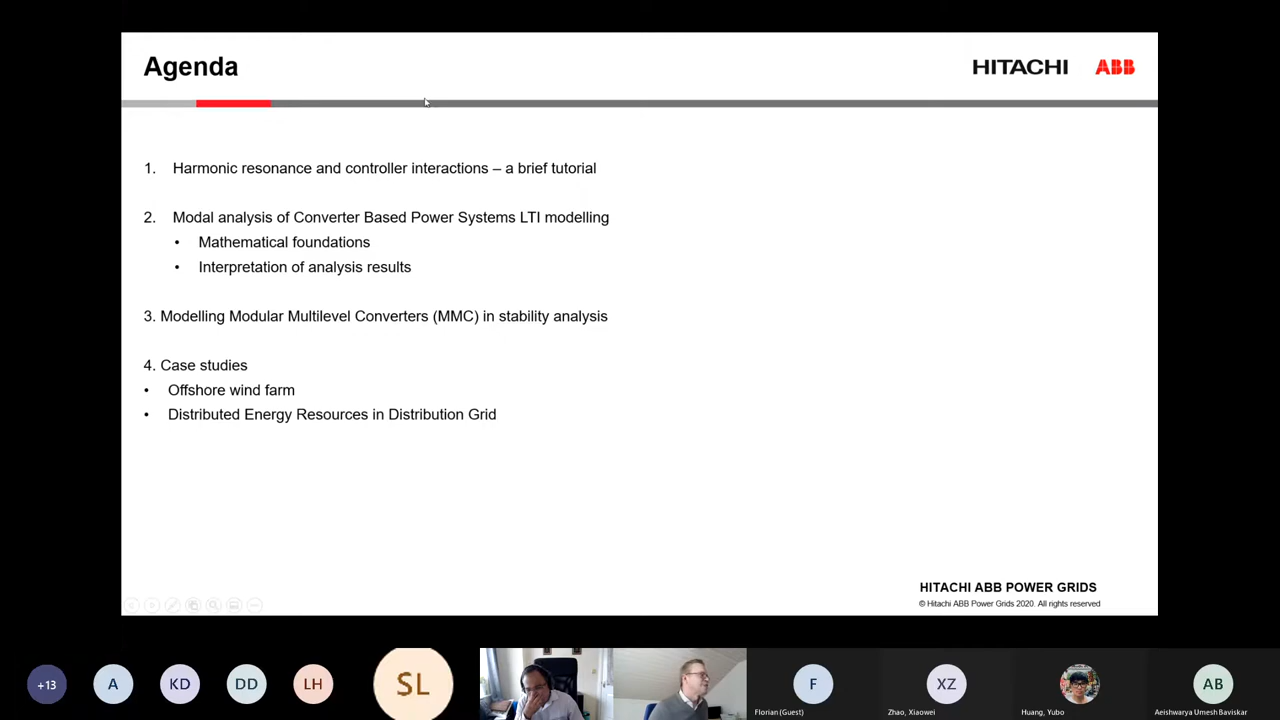 Agenda
HITACHI ABB
1. Harmonic resonance and controller interactions – a brief tutorial
2. Modal analysis of Converter Based Power Systems LTI modelling
• Mathematical foundations
• Interpretation of analysis results
3. Modelling Modular Multilevel Converters (MMC) in stability analysis
4. Case studies
• Offshore wind farm
• Distributed Energy Resources in Distribution Grid
HITACHI ABB POWER GRIDS
© Hitachi ABB Power Grids 2020. All rights reserved
+13 A KD DD LH SL F XZ AB
Florian (Guest) Zhao, Xiaowei Huang, Yubo Aeishwarya Umesh Baviskar